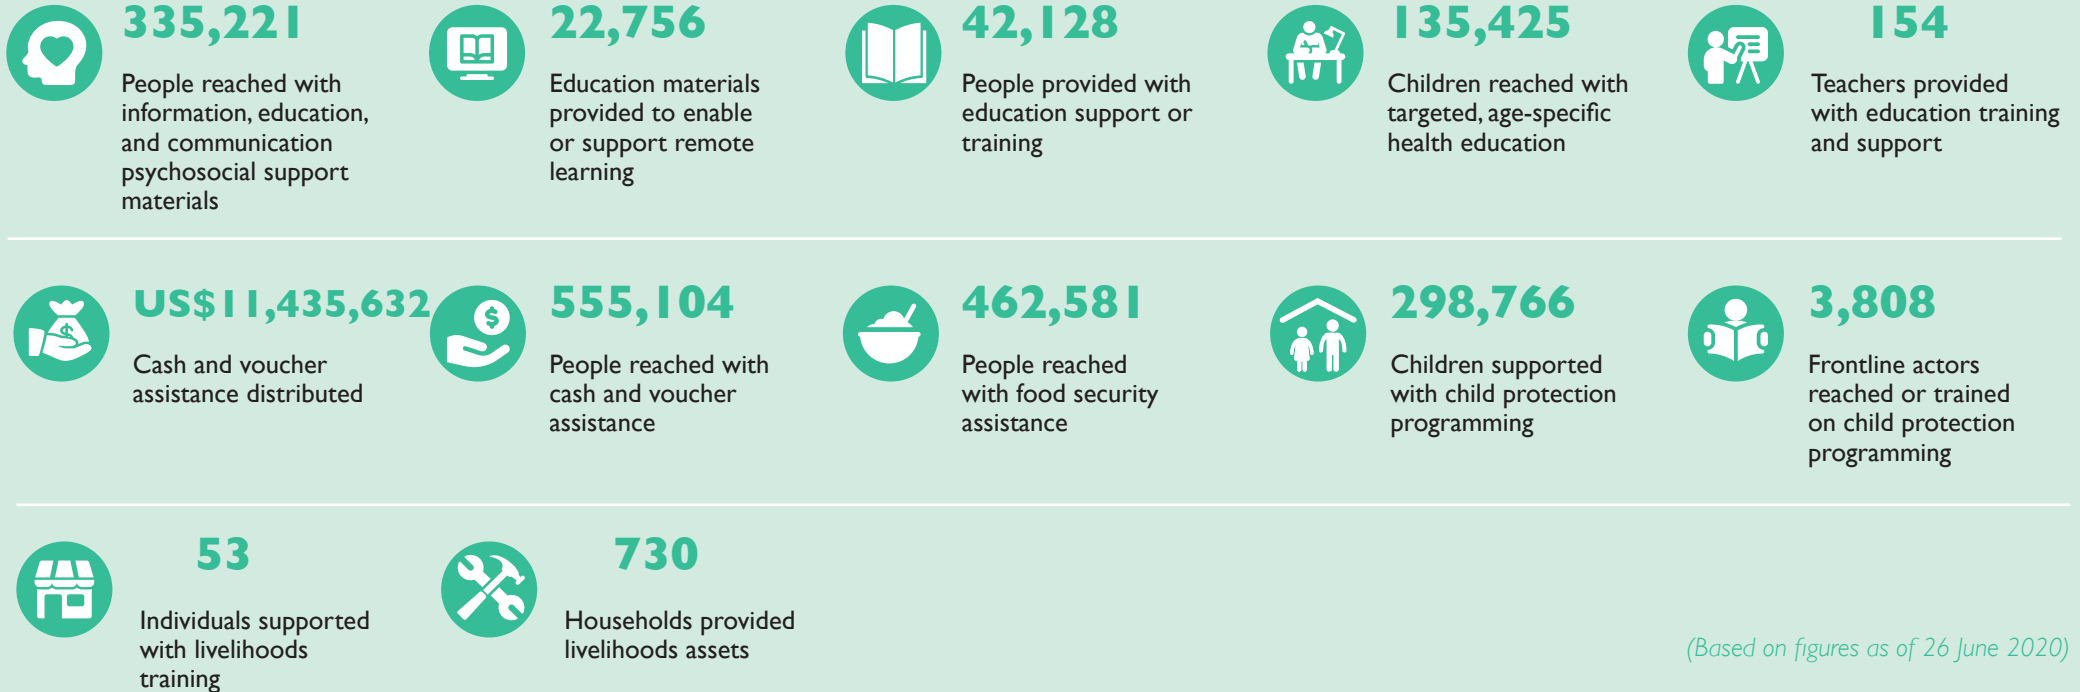 335,221
People reached with
information, education,
and communication
psychosocial support
materials
22,756
Education materials
provided to enable
or support remote
learning
42,128
People provided with
education support or
training
135,425
Children reached with
targeted, age-specific
health education
154
Teachers provided
with education training
and support
US$11,435,632
Cash and voucher
assistance distributed
555,104
People reached with
cash and voucher
assistance
462,581
People reached
with food security
assistance
298,766
Children supported
with child protection
programming
3,808
Frontline actors
reached or trained
on child protection
programming
53
Individuals supported
with livelihoods
training
730
Households provided
livelihoods assets
(Based on figures as of 26 June 2020)